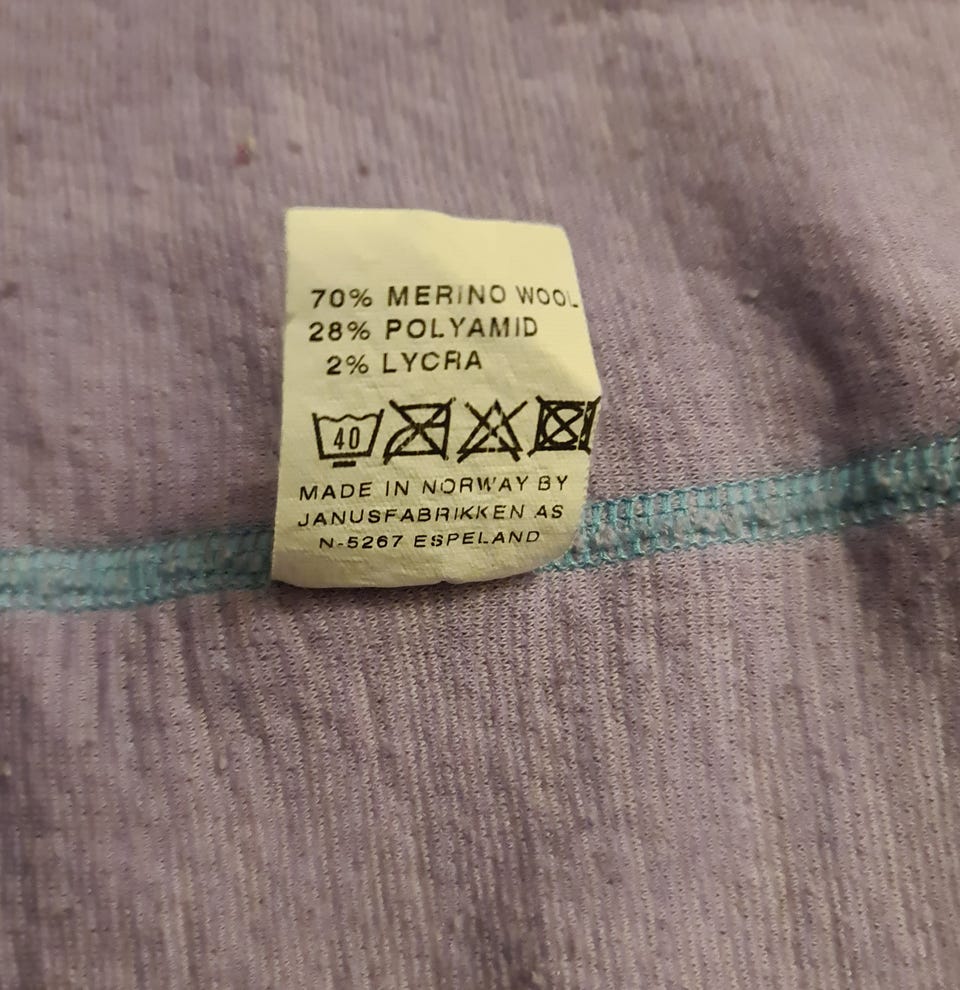 70% MERINO WOOL
28% POLYAMID
2% LYCRA
40
MADE IN NORWAY BY
JANUSFABRIKKEN AS
N-5267 ESPELAND